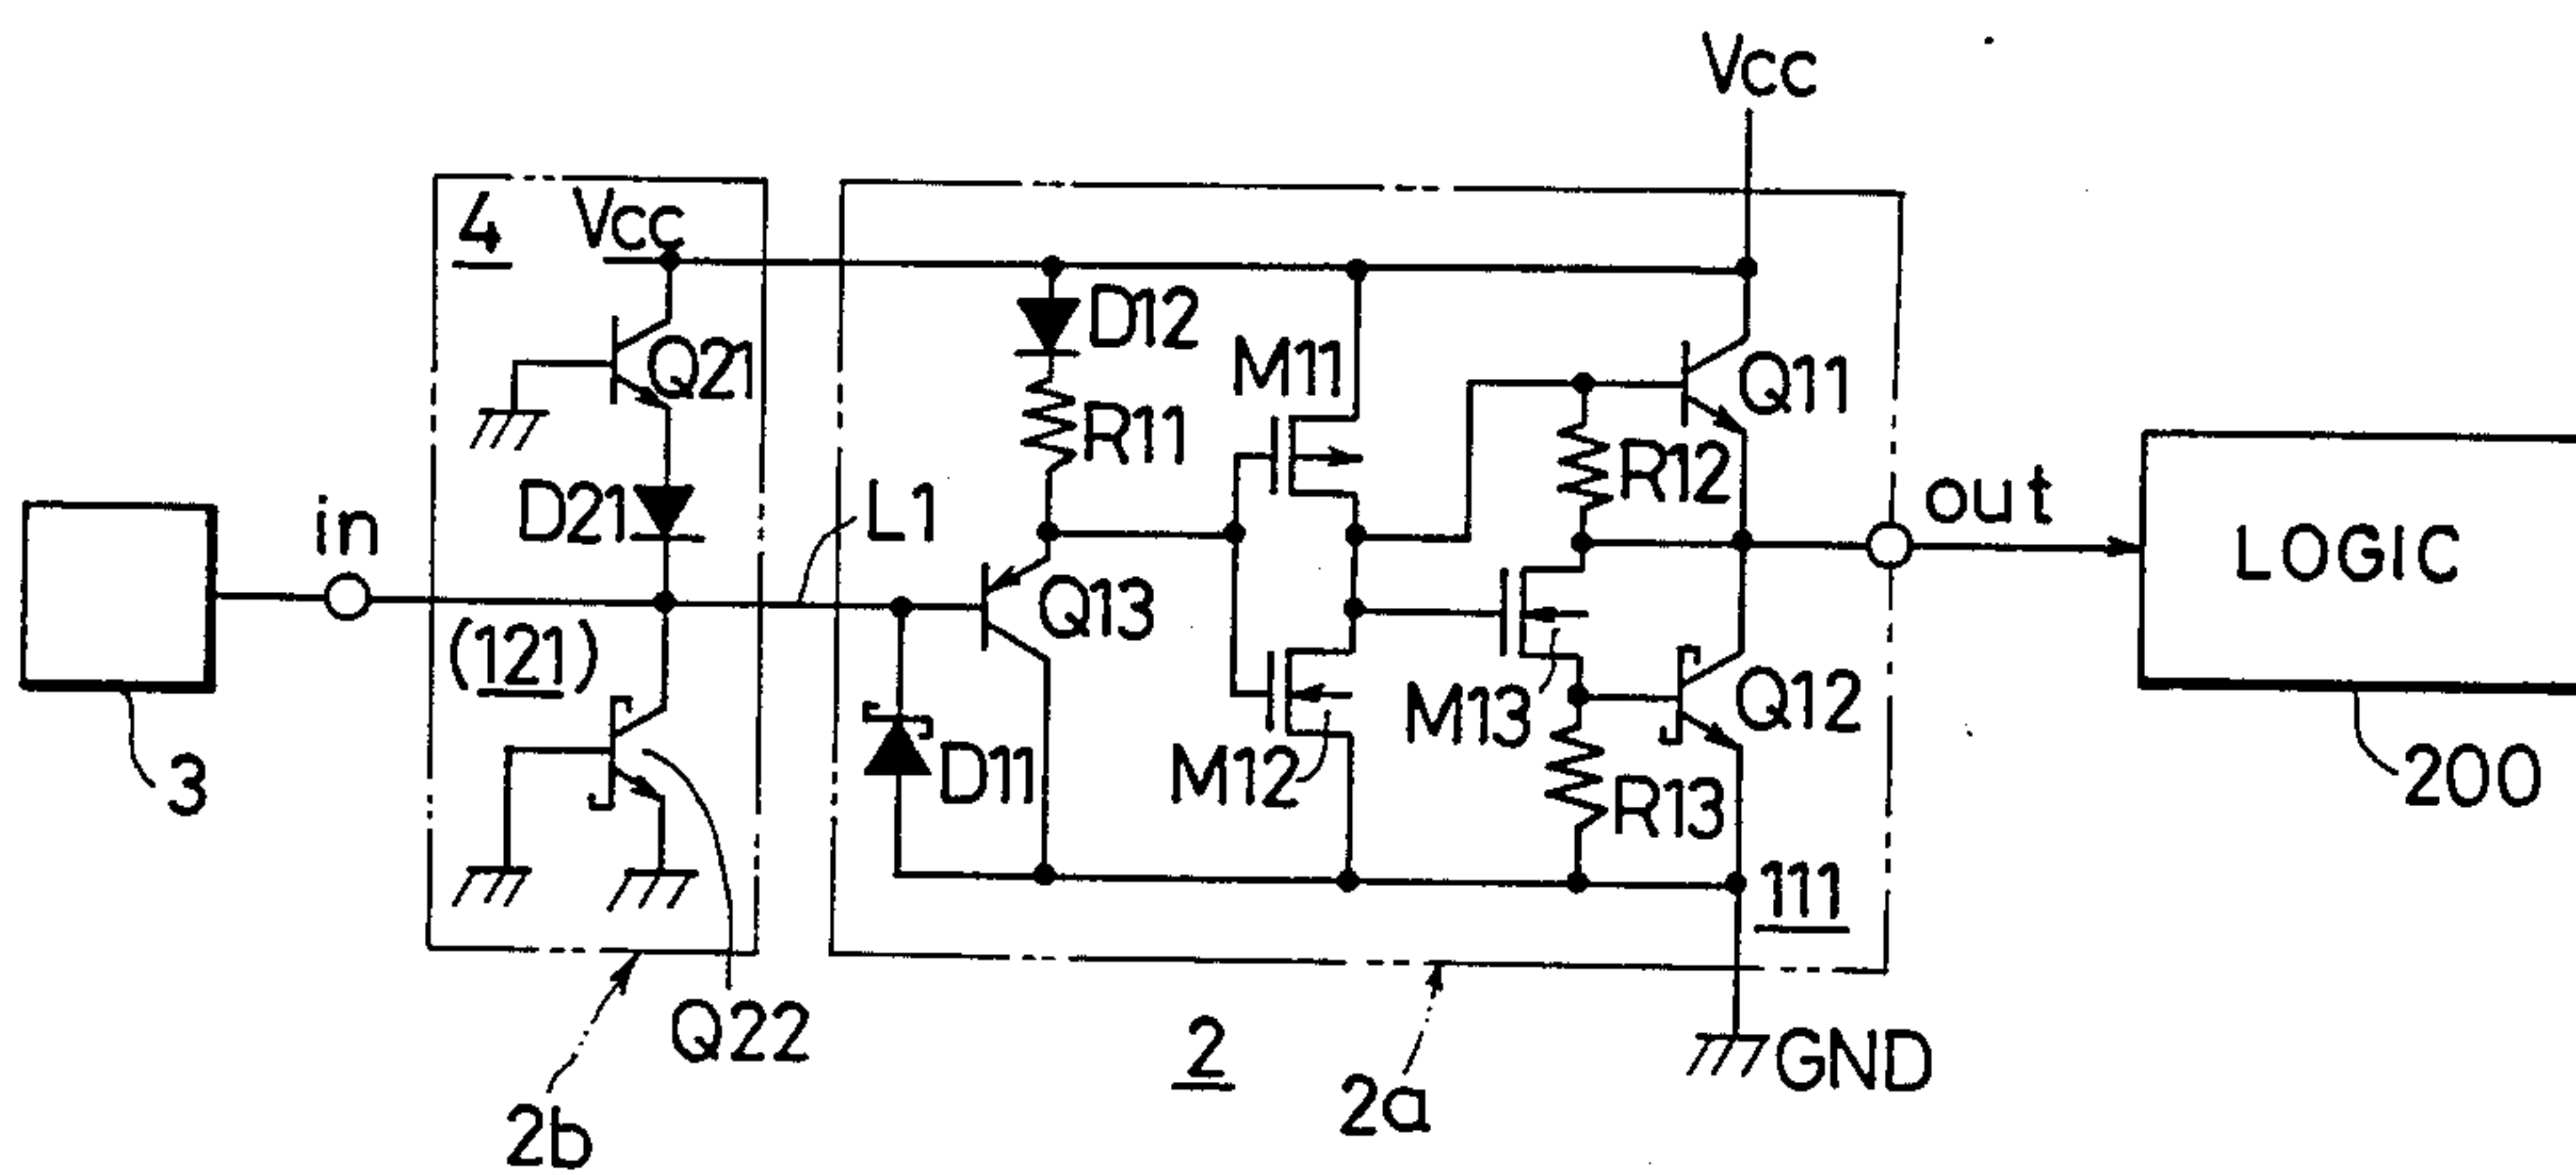 Vcc
4
Vcc
Q21
D12
M11
Q11
R11
R12
D21
in
L1
out
LOGIC
Q13
(121)
M13
Q12
3
D11
M12
R13
200
111
Q22
2
GND
2b
2a